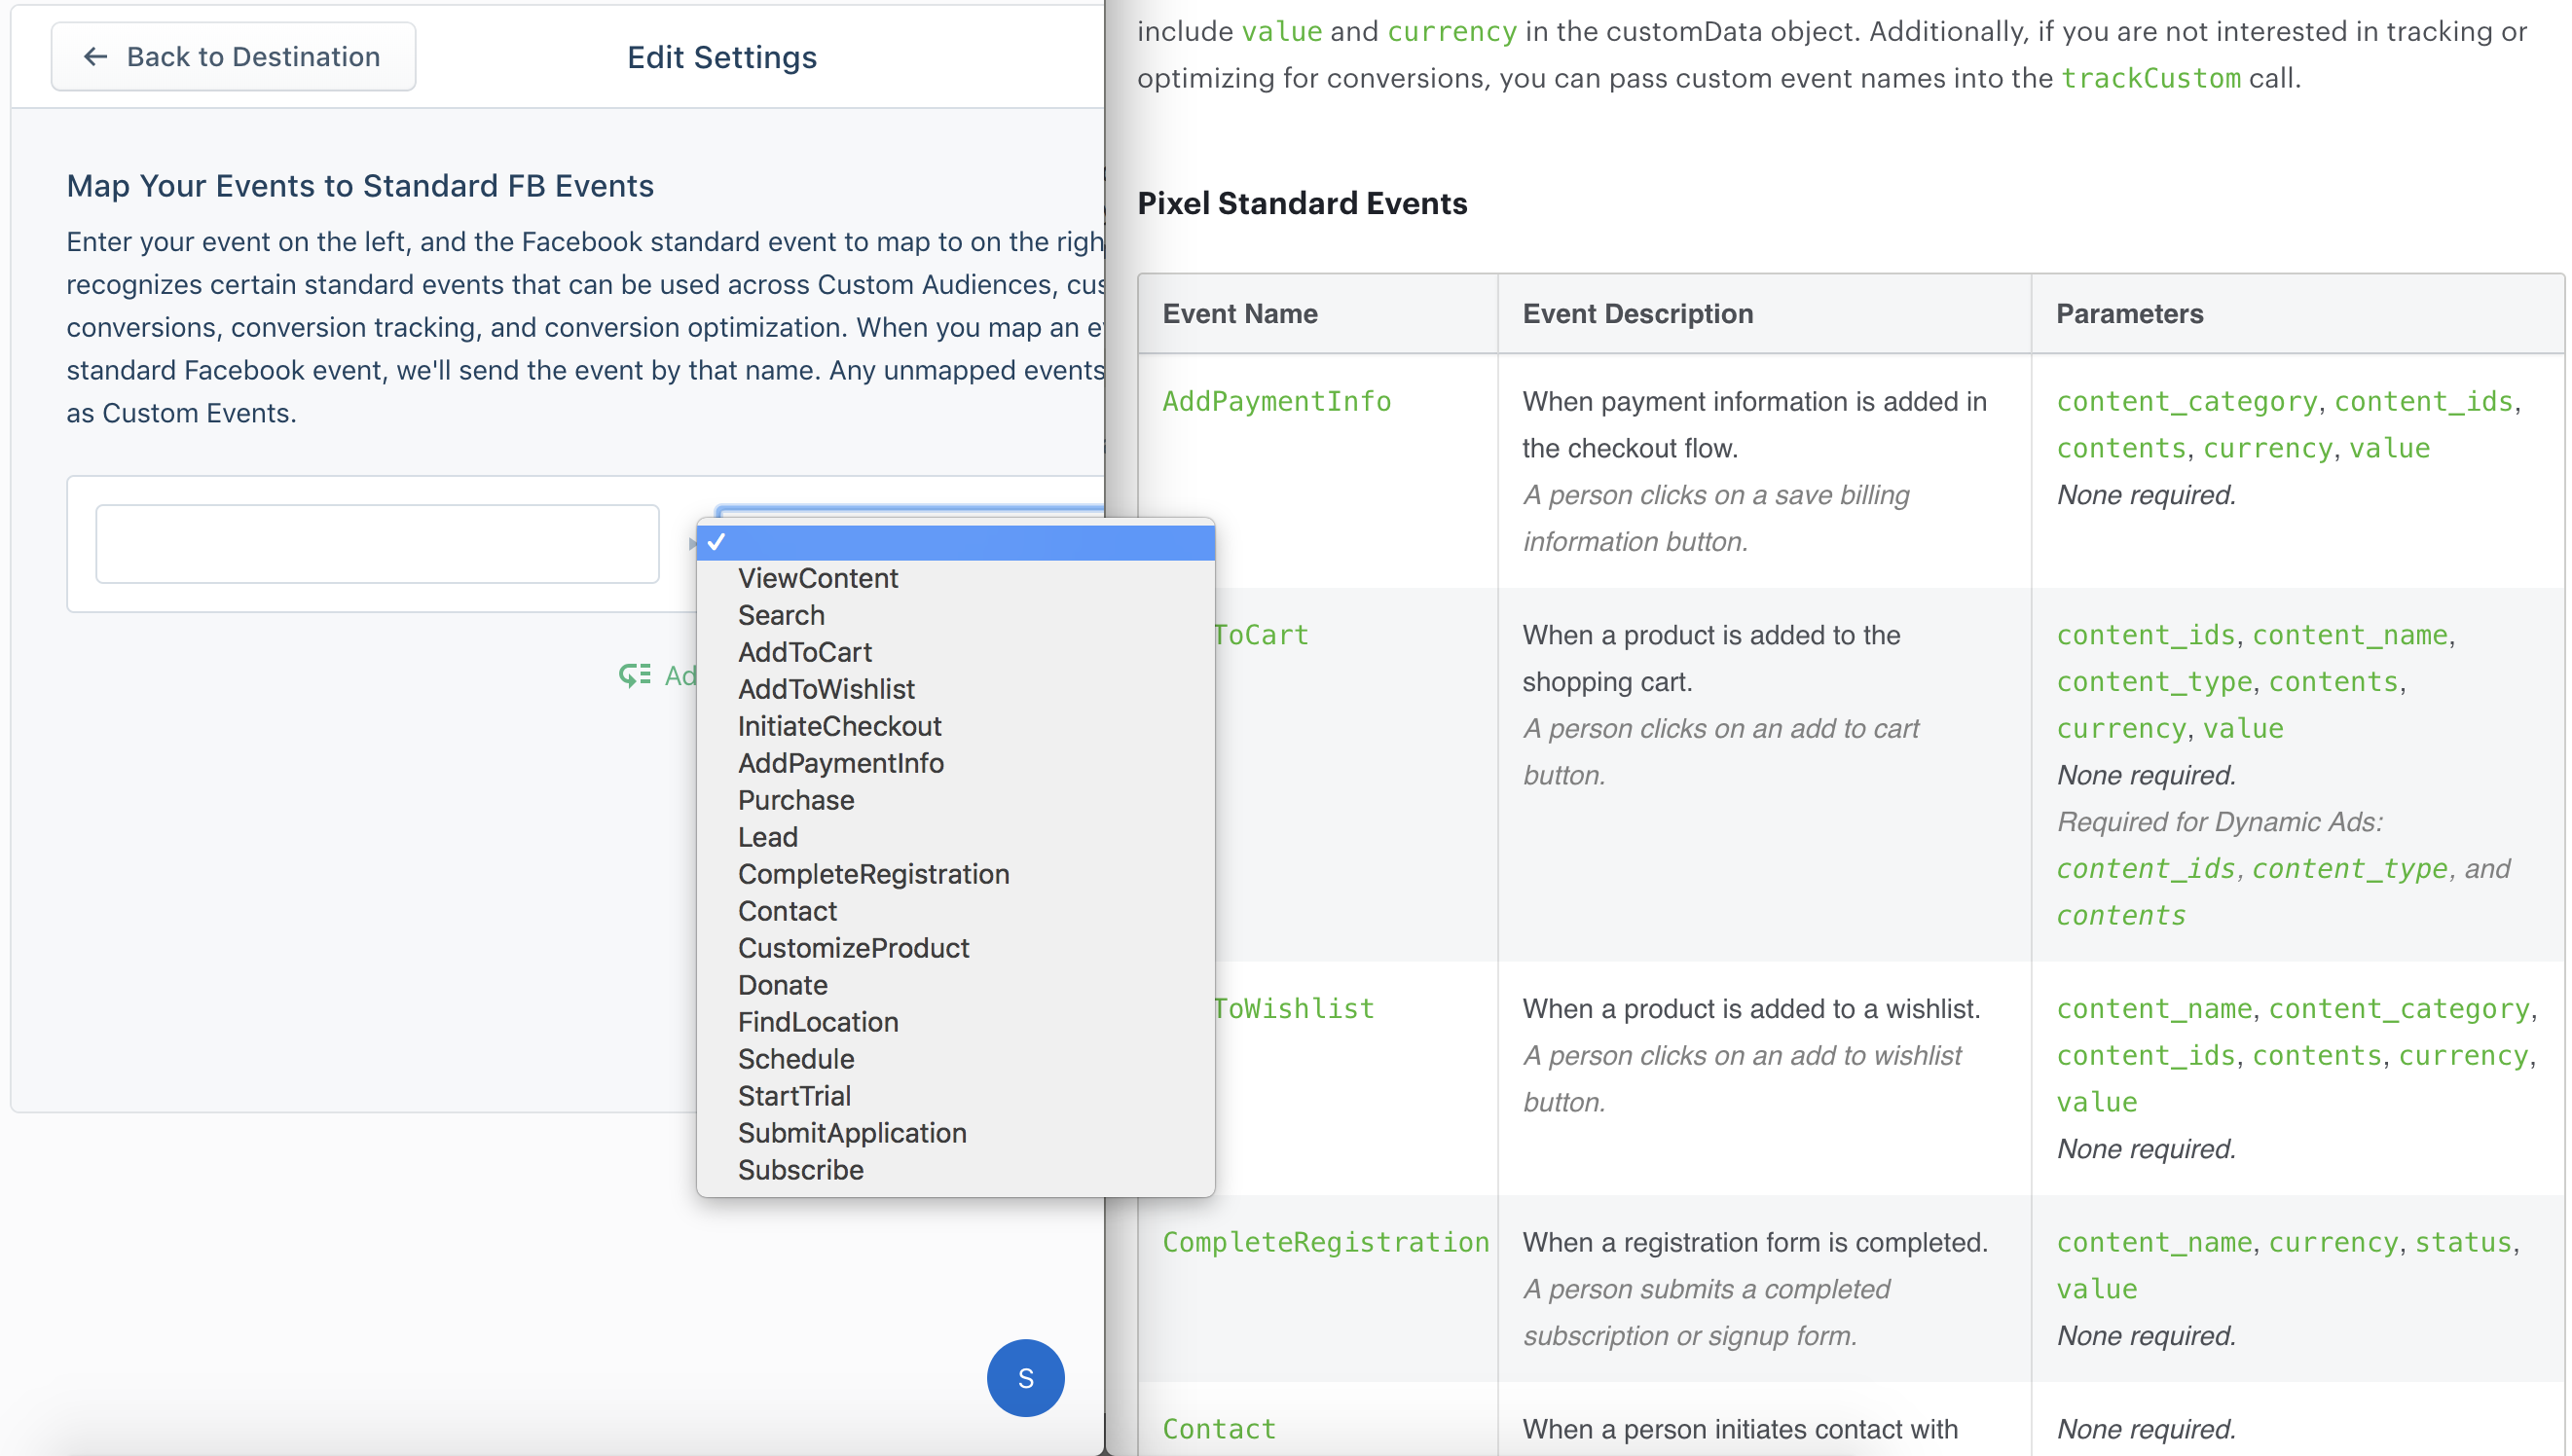 Back to Destination
Edit Settings
Map Your Events to Standard FB Events
Enter your event on the left, and the Facebook standard event to map to on the
recognizes certain standard events that can be used across Custom Audiences,
conversions, conversion tracking, and conversion optimization. When you map an
standard Facebook event, we'll send the event by that name. Any unmapped events
as Custom Events.
ViewContent
Search
AddToCart
AddToWishlist
InitiateCheckout
AddPaymentInfo
Purchase
Lead
CompleteRegistration
Contact
CustomizeProduct
Donate
FindLocation
Schedule
StartTrial
SubmitApplication
Subscribe
S
include value and currency in the customData object. Additionally, if you are not interested in tracking or
optimizing for conversions, you can pass custom event names into the trackCustom call.
Pixel Standard Events
Event Name
Event Description
Parameters
AddPaymentInfo
When payment information is added in
the checkout flow.
A person clicks on a save billing
information button.
content_category, content_ids,
contents, currency, value
None required.
ToCart
When a product is added to the
shopping cart.
A person clicks on an add to cart
button.
content_ids, content_name,
content_type, contents,
currency, value
None required.
Required for Dynamic Ads:
content_ids, content_type, and
contents
ToWishlist
When a product is added to a wishlist.
A person clicks on an add to wishlist
button.
content_name, content_category,
content_ids, contents, currency,
value
None required.
CompleteRegistration
When a registration form is completed.
A person submits a completed
subscription or signup form.
content_name, currency, status,
value
None required.
Contact
When a person initiates contact with
None required.